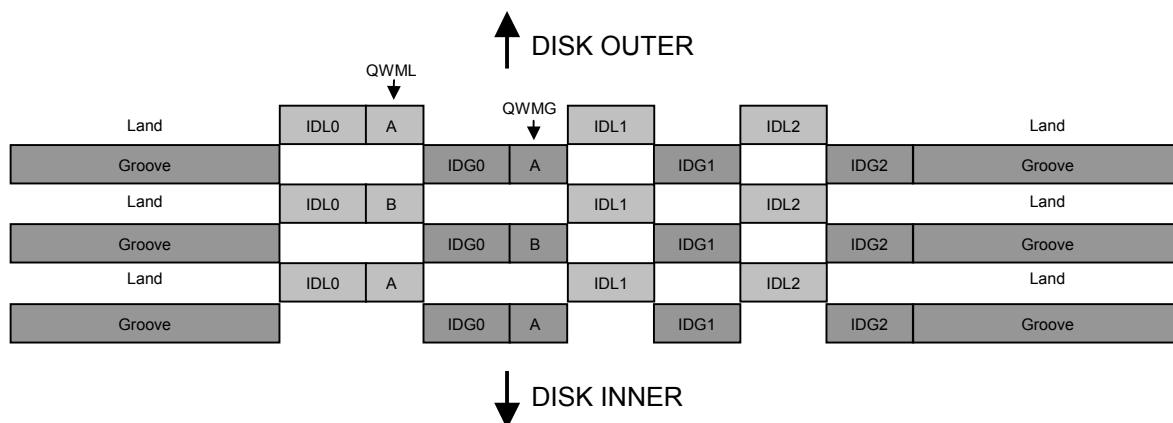 DISK OUTER
QWML
QWMG
Land IDL0 A IDL1 IDL2 Land
Groove IDG0 A IDG1 IDG2 Groove
Land IDL0 B IDL1 IDL2 Land
Groove IDG0 B IDG1 IDG2 Groove
Land IDL0 A IDL1 IDL2 Land
Groove IDG0 A IDG1 IDG2 Groove
DISK INNER